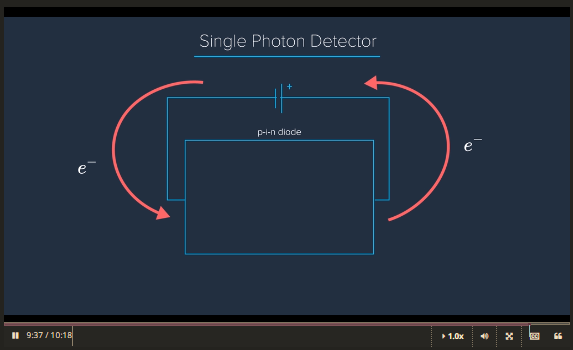 Single Photon Detector
+
p-i-n diode
e⁻
e⁻
9:37 / 10:18
1.0x